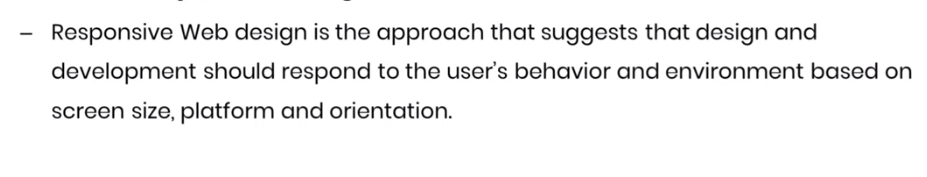 – Responsive Web design is the approach that suggests that design and
development should respond to the user's behavior and environment based on
screen size, platform and orientation.